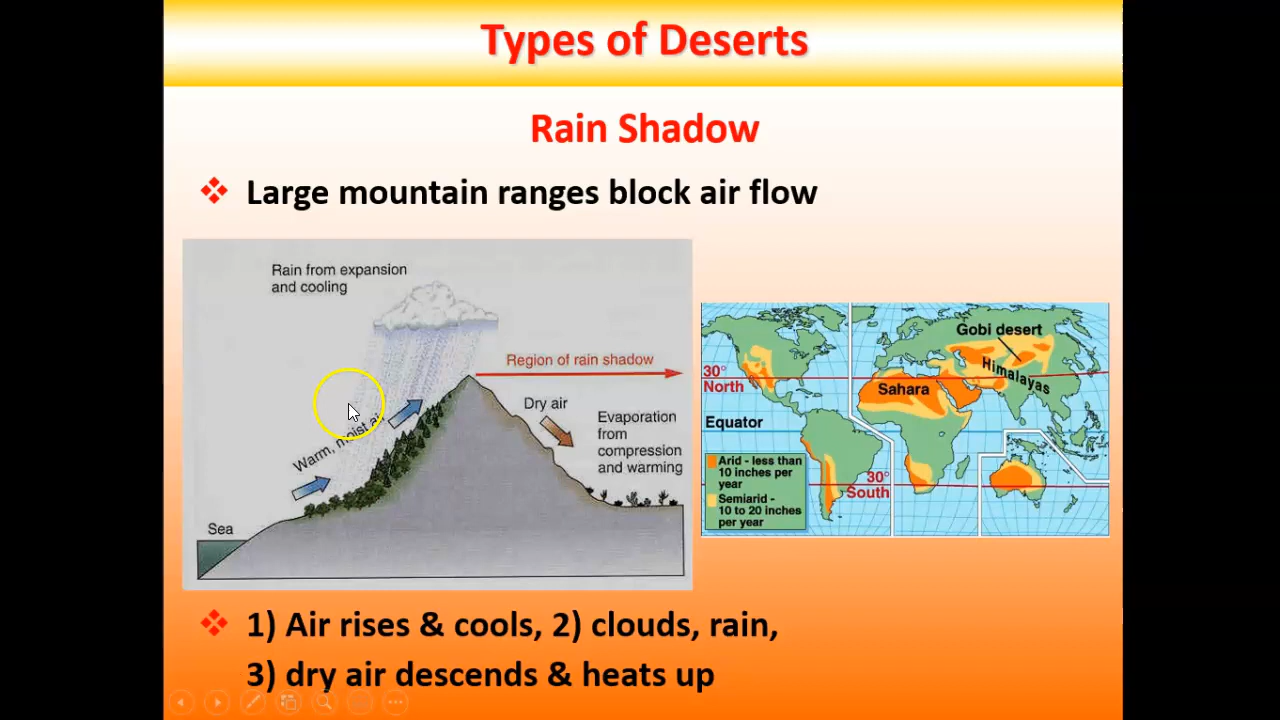 Types of Deserts
Rain Shadow
Large mountain ranges block air flow
Rain from expansion
and cooling
Region of rain shadow
Warm, moist air
Dry air
Evaporation
from
compression
and warming
Sea
Gobi desert
Himalayas
30°
North
Sahara
Equator
Arid - less than
10 inches per
year
Semiarid -
10 to 20 inches
per year
30°
South
1) Air rises & cools, 2) clouds, rain,
3) dry air descends & heats up